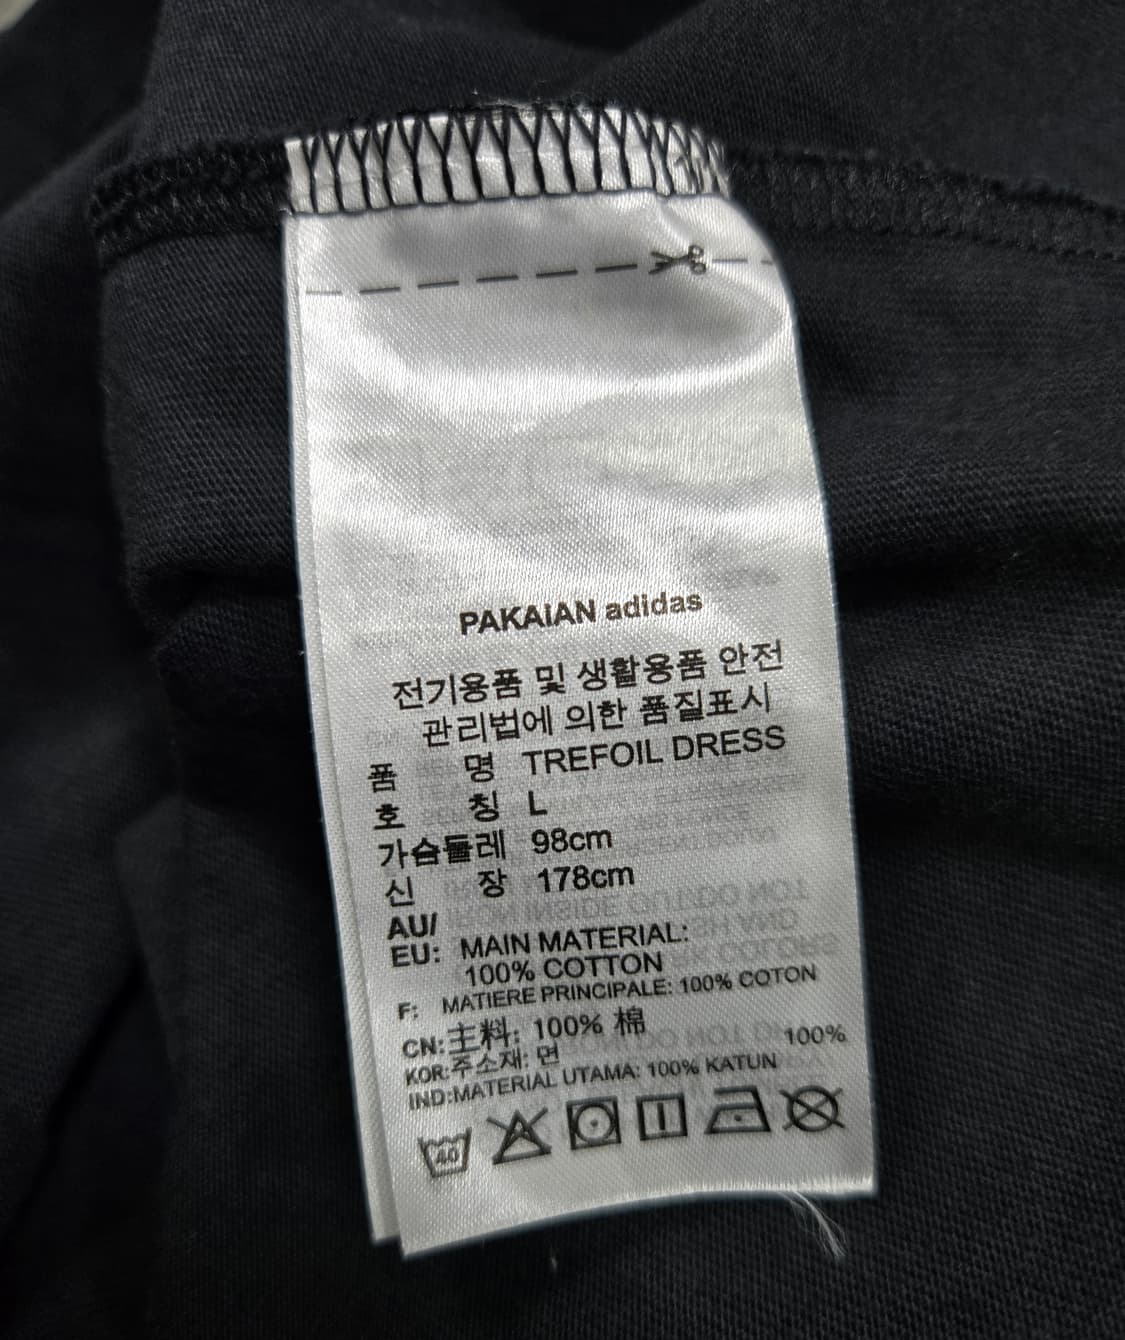 PAKAiAN adidas
전기용품 및 생활용품 안전
관리법에 의한 품질표시
품 명 TREFOIL DRESS
호 칭 L
가슴둘레 98cm
신 장 178cm
AU/
EU: MAIN MATERIAL:
100% COTTON
F: MATIERE PRINCIPALE: 100% COTON
CN:主料: 100% 棉
KOR:주소재: 면 100%
IND:MATERIAL UTAMA: 100% KATUN
40